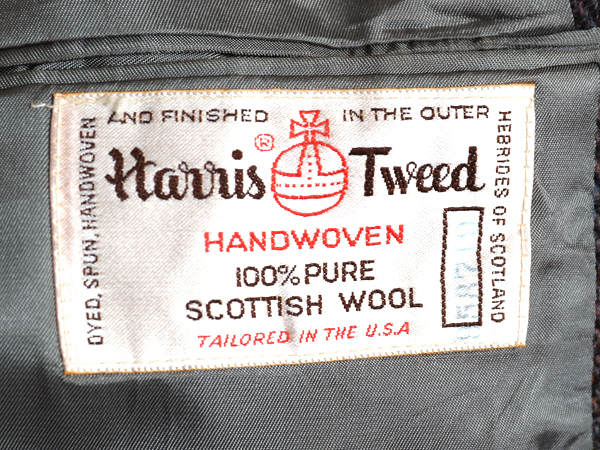 DYED, SPUN, HANDWOVEN
AND FINISHED IN THE OUTER
HEBRIDES OF SCOTLAND
Harris® Tweed
HANDWOVEN
100% PURE
SCOTTISH WOOL
TAILORED IN THE U.S.A